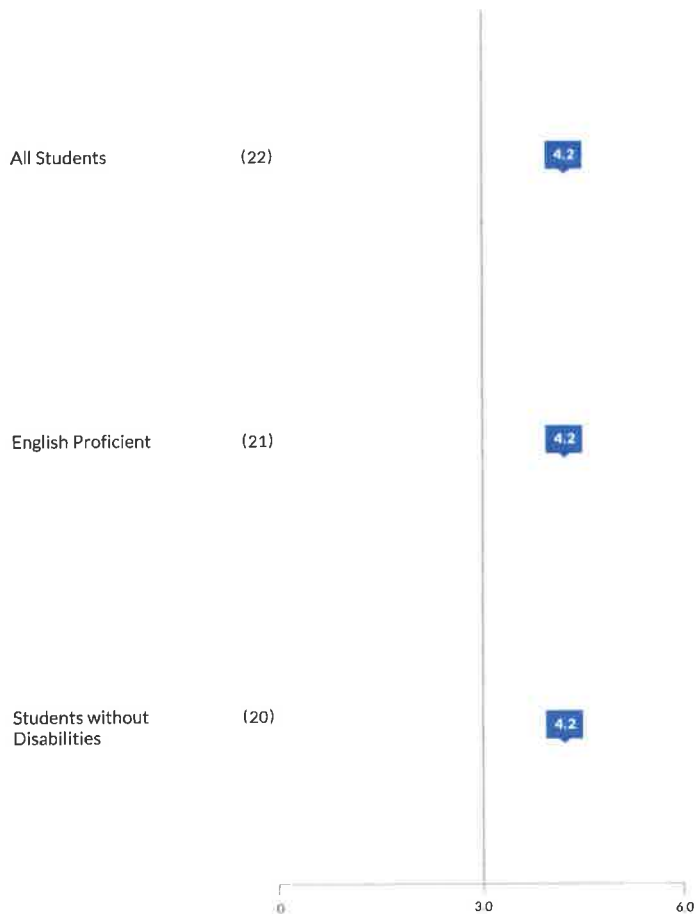 All Students (22) 4.2
English Proficient (21) 4.2
Students without (20) 4.2
Disabilities
0 3.0 6.0